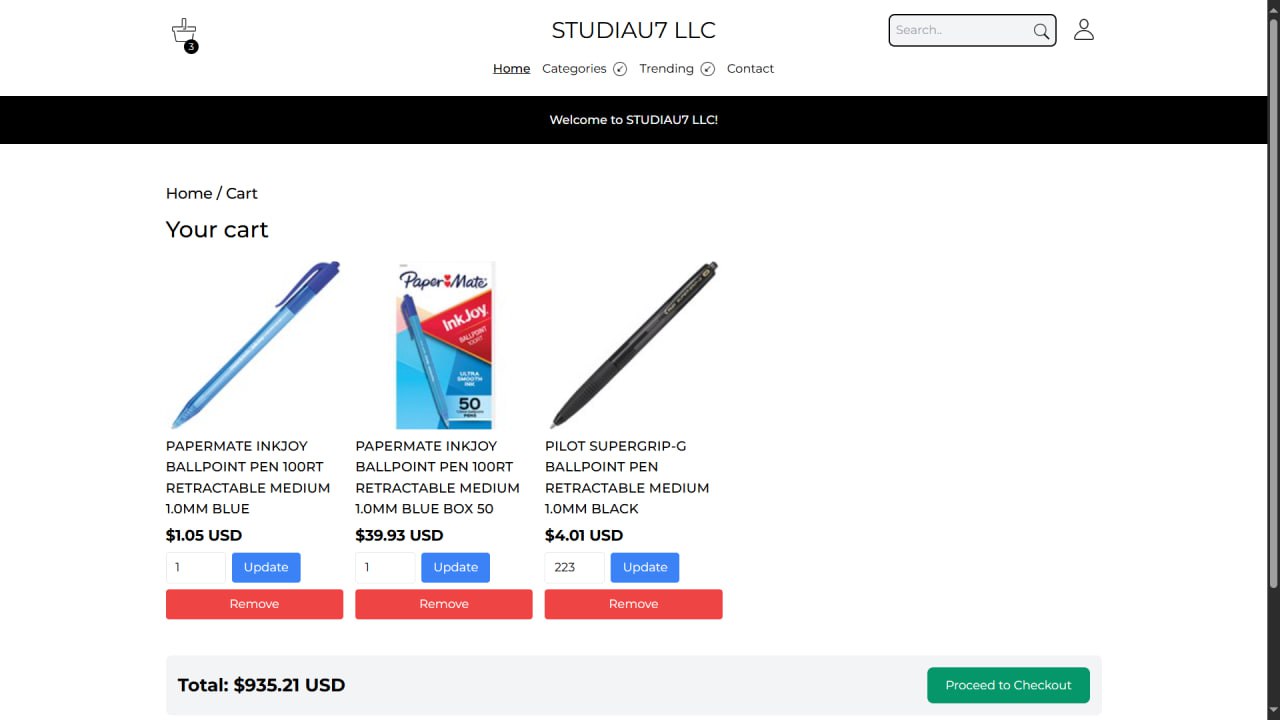 3
STUDIAU7 LLC
Search..
Home Categories Trending Contact
Welcome to STUDIAU7 LLC!
Home / Cart
Your cart
Paper Mate
InkJoy
BALLPOINT
100RT
ULTRA
SMOOTH
INK
50
PENS
PAPERMATE INKJOY
BALLPOINT PEN 100RT
RETRACTABLE MEDIUM
1.0MM BLUE
$1.05 USD
1 Update
Remove
PAPERMATE INKJOY
BALLPOINT PEN 100RT
RETRACTABLE MEDIUM
1.0MM BLUE BOX 50
$39.93 USD
1 Update
Remove
PILOT SUPERGRIP-G
BALLPOINT PEN
RETRACTABLE MEDIUM
1.0MM BLACK
$4.01 USD
223 Update
Remove
Total: $935.21 USD
Proceed to Checkout